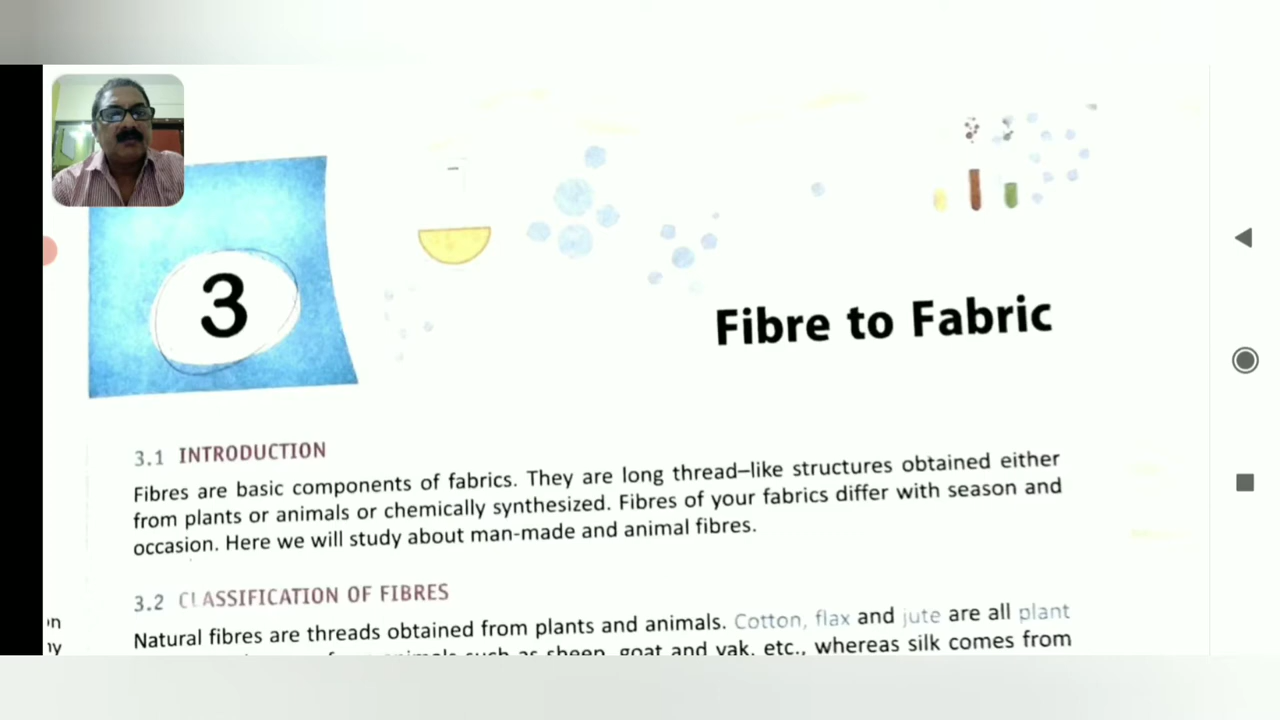 3
Fibre to Fabric
3.1 INTRODUCTION
Fibres are basic components of fabrics. They are long thread–like structures obtained either
from plants or animals or chemically synthesized. Fibres of your fabrics differ with season and
occasion. Here we will study about man-made and animal fibres.
3.2 CLASSIFICATION OF FIBRES
Natural fibres are threads obtained from plants and animals. Cotton, flax and jute are all plant
animals such as sheep, goat and yak, etc., whereas silk comes from